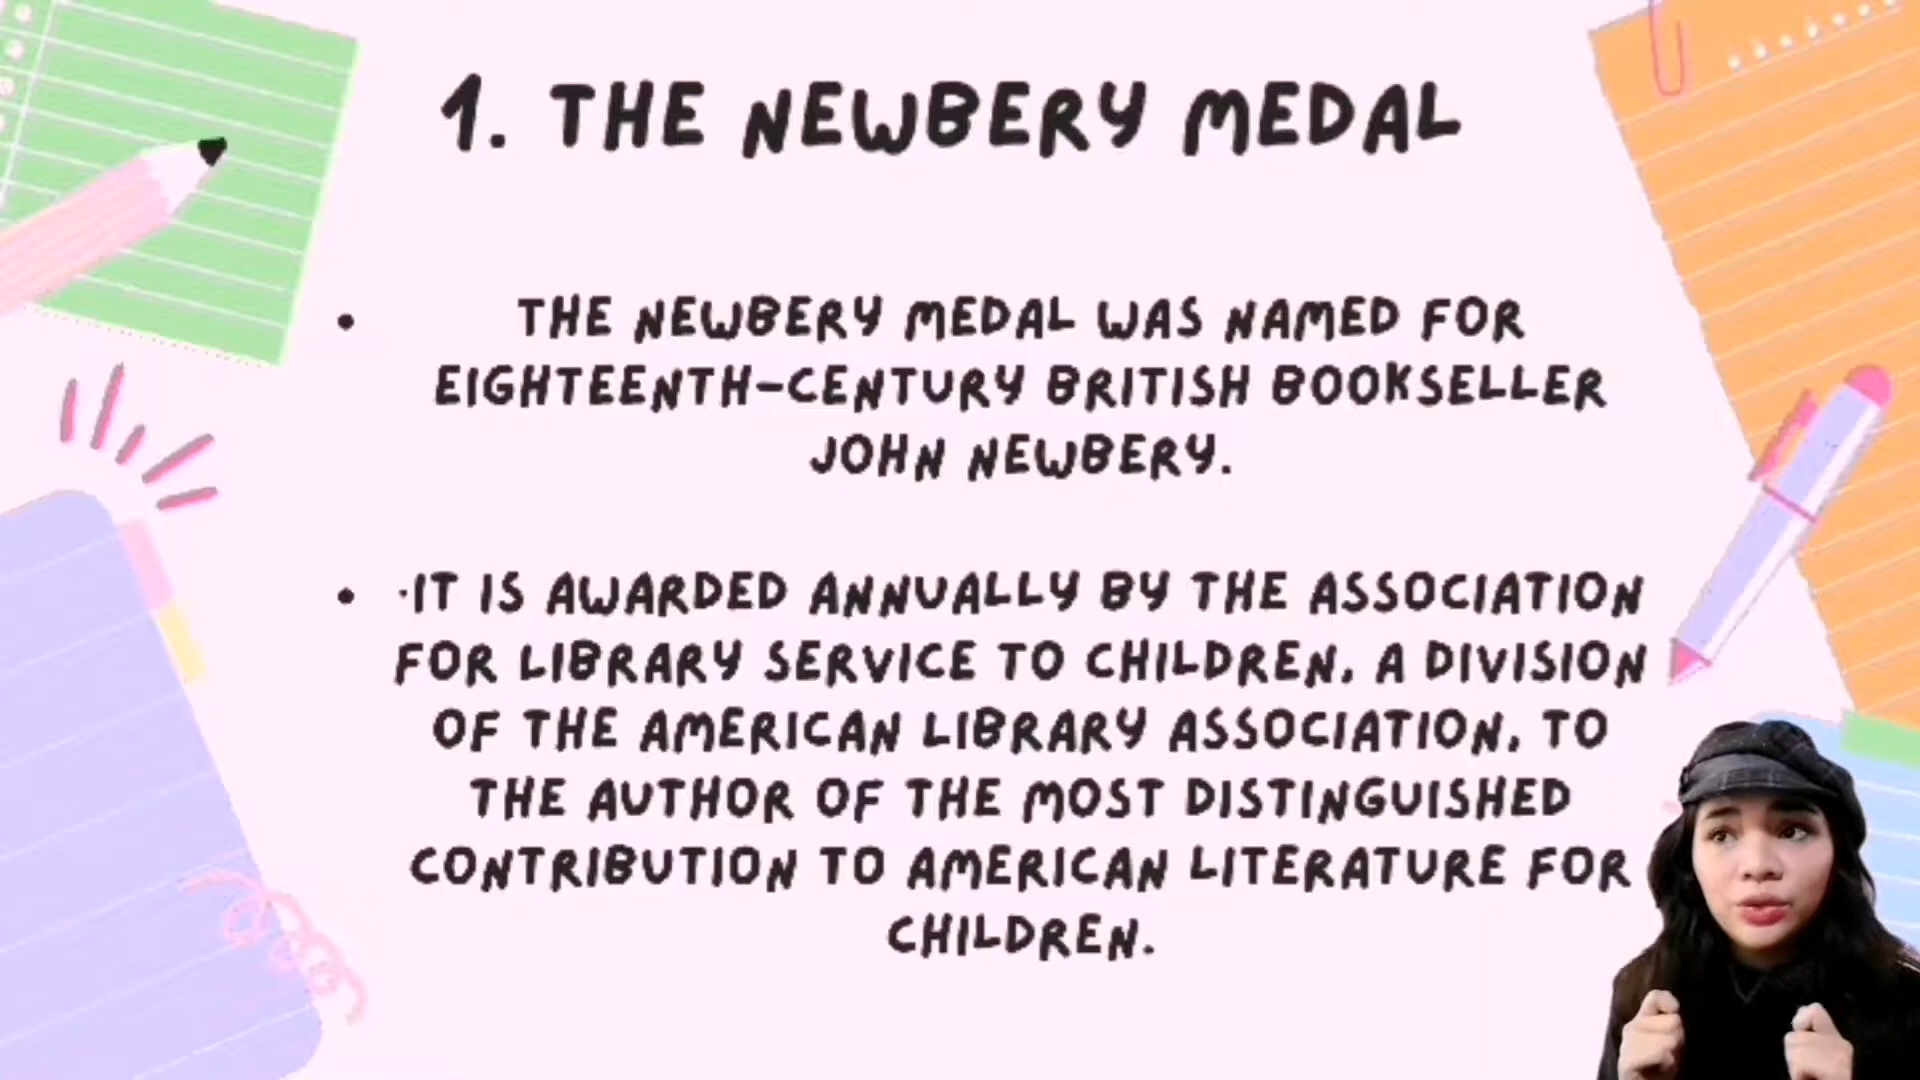 1. THE NEWBERY MEDAL
• THE NEWBERY MEDAL WAS NAMED FOR
EIGHTEENTH-CENTURY BRITISH BOOKSELLER
JOHN NEWBERY.
• ·IT IS AWARDED ANNUALLY BY THE ASSOCIATION
FOR LIBRARY SERVICE TO CHILDREN, A DIVISION
OF THE AMERICAN LIBRARY ASSOCIATION, TO
THE AUTHOR OF THE MOST DISTINGUISHED
CONTRIBUTION TO AMERICAN LITERATURE FOR
CHILDREN.